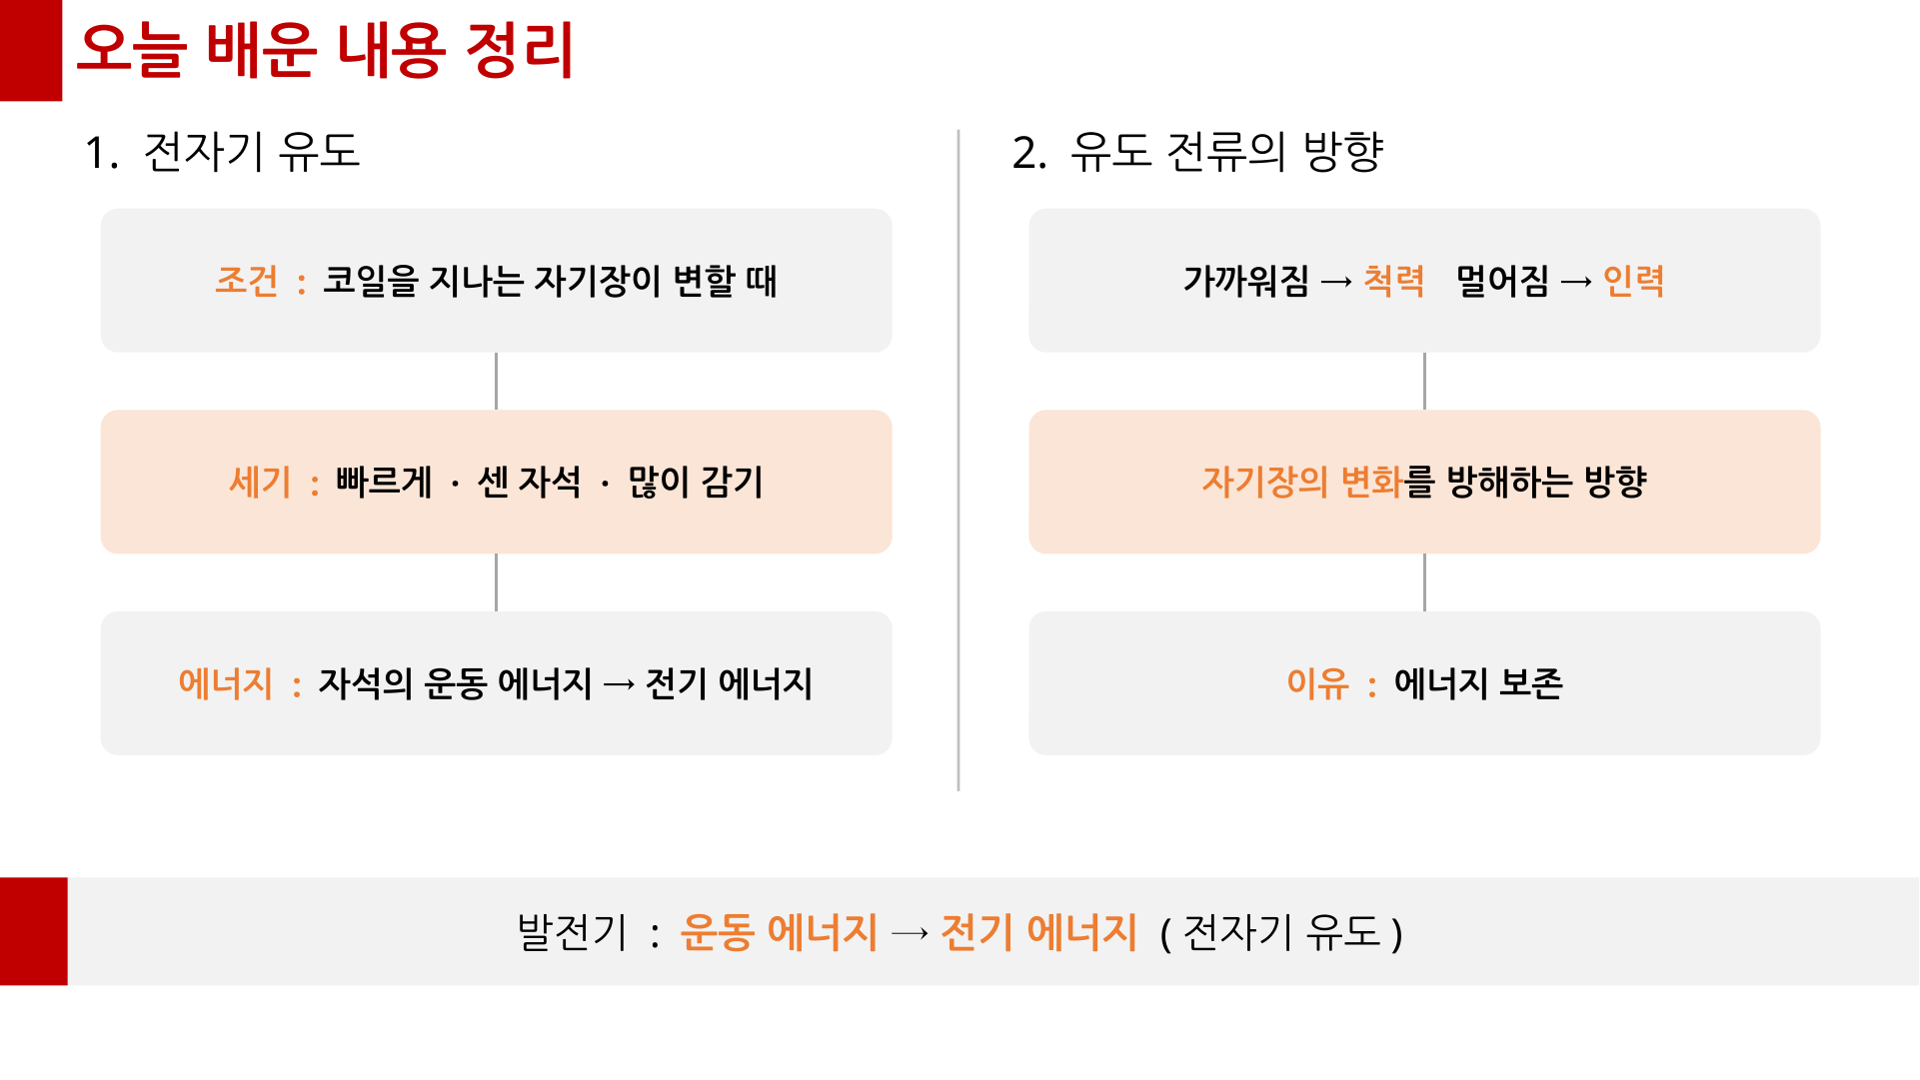 오늘 배운 내용 정리
1. 전자기 유도
조건 : 코일을 지나는 자기장이 변할 때
세기 : 빠르게 · 센 자석 · 많이 감기
에너지 : 자석의 운동 에너지 → 전기 에너지
2. 유도 전류의 방향
가까워짐 → 척력 멀어짐 → 인력
자기장의 변화를 방해하는 방향
이유 : 에너지 보존
발전기 : 운동 에너지 → 전기 에너지 ( 전자기 유도 )